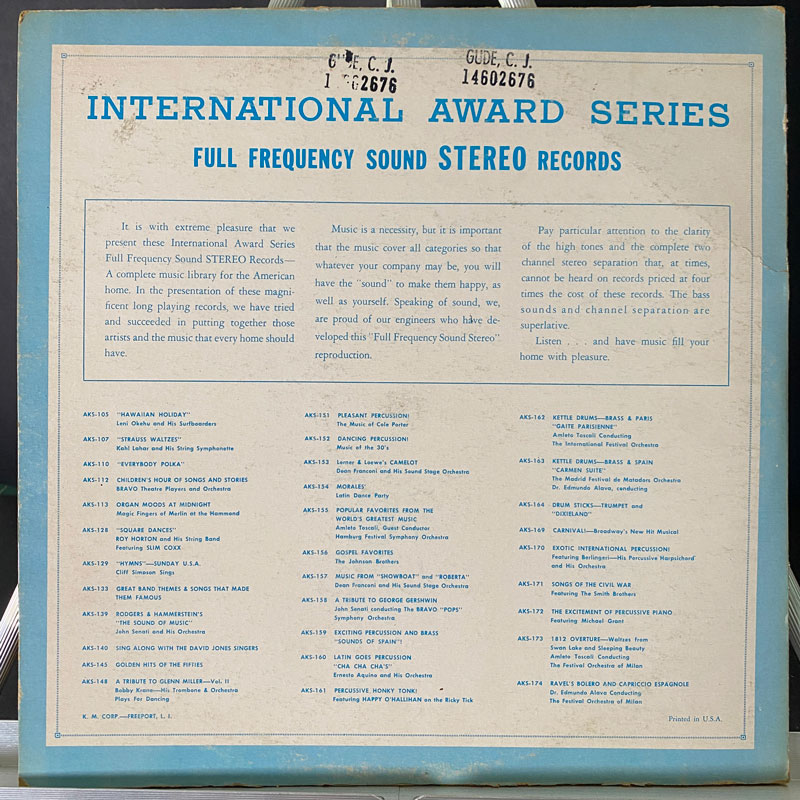 GUDE, C. J.
2676
GUDE, C. J.
14602676
INTERNATIONAL AWARD SERIES
FULL FREQUENCY SOUND STEREO RECORDS
It is with extreme pleasure that we
present these International Award Series
Full Frequency Sound STEREO Records—
A complete music library for the American
home. In the presentation of these magni-
ficent long playing records, we have tried
and succeeded in putting together those
artists and the music that every home should
have.
Music is a necessity, but it is important
that the music cover all categories so that
whatever your company may be, you will
have the "sound" to make them happy, as
well as yourself. Speaking of sound, we,
are proud of our engineers who have de-
veloped this "Full Frequency Sound Stereo"
reproduction.
Pay particular attention to the clarity
of the high tones and the complete two
channel stereo separation that, at times,
cannot be heard on records priced at four
times the cost of these records. The bass
sounds and channel separation are
superlative.
Listen . . . and have music fill your
home with pleasure.
AKS-105 "HAWAIIAN HOLIDAY"
Leni Okehu and His Surfboarders
AKS-107 "STRAUSS WALTZES"
Kahl Lahar and His String Symphonette
AKS-110 "EVERYBODY POLKA"
AKS-112 CHILDREN'S HOUR OF SONGS AND STORIES
BRAVO Theatre Players and Orchestra
AKS-113 ORGAN MOODS AT MIDNIGHT
Magic Fingers of Merlin at the Hammond
AKS-128 "SQUARE DANCES"
ROY HORTON and His String Band
Featuring SLIM COXX
AKS-129 "HYMNS"—SUNDAY U.S.A.
Cliff Simpson Sings
AKS-133 GREAT BAND THEMES & SONGS THAT MADE
THEM FAMOUS
AKS-139 RODGERS & HAMMERSTEIN'S
"THE SOUND OF MUSIC"
John Senati and His Orchestra
AKS-140 SING ALONG WITH THE DAVID JONES SINGERS
AKS-145 GOLDEN HITS OF THE FIFTIES
AKS-148 A TRIBUTE TO GLENN MILLER—Vol. II
Bobby Krane—His Trombone & Orchestra
Plays For Dancing
K. M. CORP.—FREEPORT, L. I.
AKS-151 PLEASANT PERCUSSION!
The Music of Cole Porter
AKS-152 DANCING PERCUSSION!
Music of the 30's
AKS-153 Lerner & Loewe's CAMELOT
Dean Franconi and His Sound Stage Orchestra
AKS-154 MORALES'
Latin Dance Party
AKS-155 POPULAR FAVORITES FROM THE
WORLD'S GREATEST MUSIC
Amleto Toscali, Guest Conductor
Hamburg Festival Symphony Orchestra
AKS-156 GOSPEL FAVORITES
The Johnson Brothers
AKS-157 MUSIC FROM "SHOWBOAT" and "ROBERTA"
Dean Franconi and His Sound Stage Orchestra
AKS-158 A TRIBUTE TO GEORGE GERSHWIN
John Senati conducting The BRAVO "POPS"
Symphony Orchestra
AKS-159 EXCITING PERCUSSION AND BRASS
"SOUNDS OF SPAIN"!
AKS-160 LATIN GOES PERCUSSION
"CHA CHA CHA'S"
Ernesto Aquino and His Orchestra
AKS-161 PERCUSSIVE HONKY TONK!
Featuring HAPPY O'HALLIHAN on the Ricky Tick
AKS-162 KETTLE DRUMS—BRASS & PARIS
"GAITE PARISIENNE"
Amleto Toscali Conducting
The International Festival Orchestra
AKS-163 KETTLE DRUMS—BRASS & SPAIN
"CARMEN SUITE"
The Madrid Festival de Matadors Orchestra
Dr. Edmundo Alava, conducting
AKS-164 DRUM STICKS—TRUMPET and
"DIXIELAND"
AKS-169 CARNIVAL!—Broadway's New Hit Musical
AKS-170 EXOTIC INTERNATIONAL PERCUSSION!
Featuring Berlingeri—His Percussive Harpsichord
and His Orchestra
AKS-171 SONGS OF THE CIVIL WAR
Featuring The Smith Brothers
AKS-172 THE EXCITEMENT OF PERCUSSIVE PIANO
Featuring Michael Grant
AKS-173 1812 OVERTURE—Waltzes from
Swan Lake and Sleeping Beauty
Amleto Toscali Conducting
The Festival Orchestra of Milan
AKS-174 RAVEL'S BOLERO AND CAPRICCIO ESPAGNOLE
Dr. Edmundo Alava Conducting
The Festival Orchestra of Milan
Printed in U.S.A.